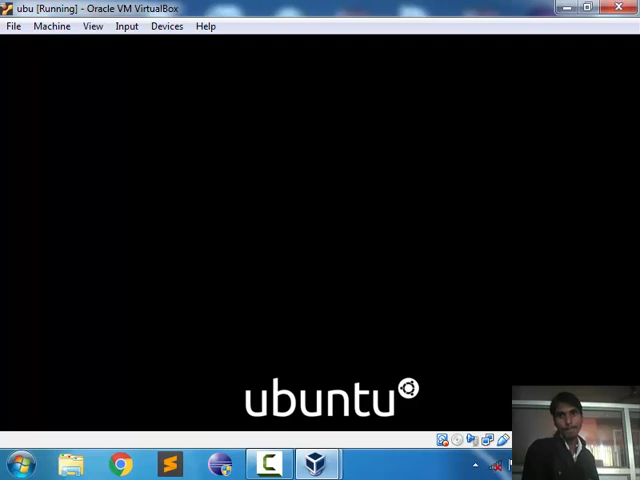 ubu [Running] - Oracle VM VirtualBox
File Machine View Input Devices Help
ubuntu